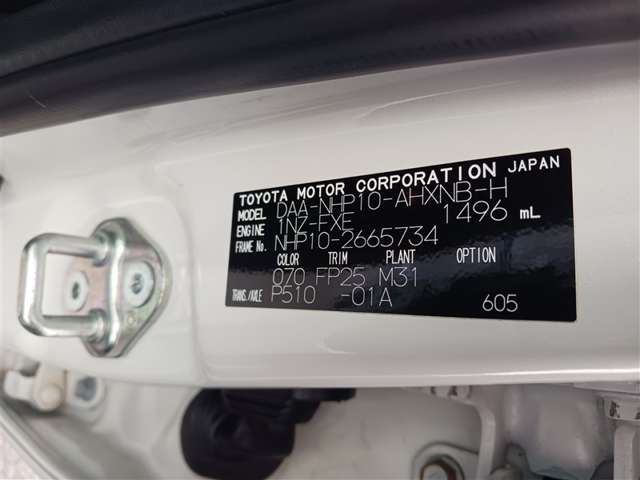 TOYOTA MOTOR CORPORATION JAPAN
MODEL DAA-NHP10-AHXNB-H
ENGINE 1NZ-FXE 1496 mL
FRAME No. NHP10-2665734
COLOR TRIM PLANT OPTION
070 FP25 M31
TRANS./AXLE P510 -01A 605